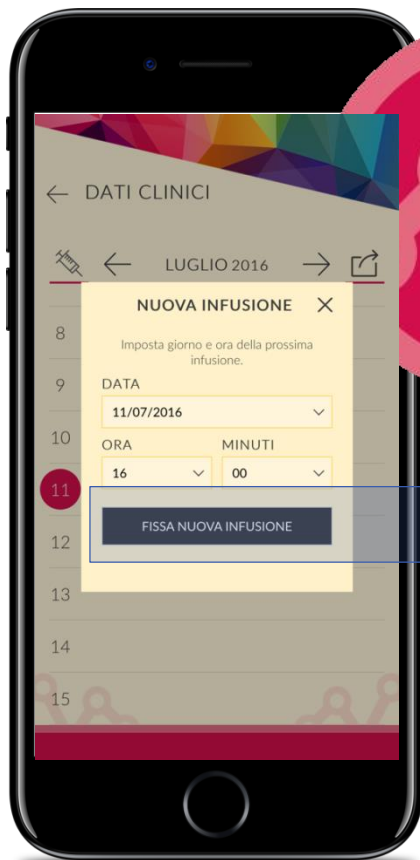 DATI CLINICI
LUGLIO 2016
NUOVA INFUSIONE
Imposta giorno e ora della prossima
infusione.
8
9
DATA
11/07/2016
10
ORA MINUTI
16 00
11
FISSA NUOVA INFUSIONE
12
13
14
15